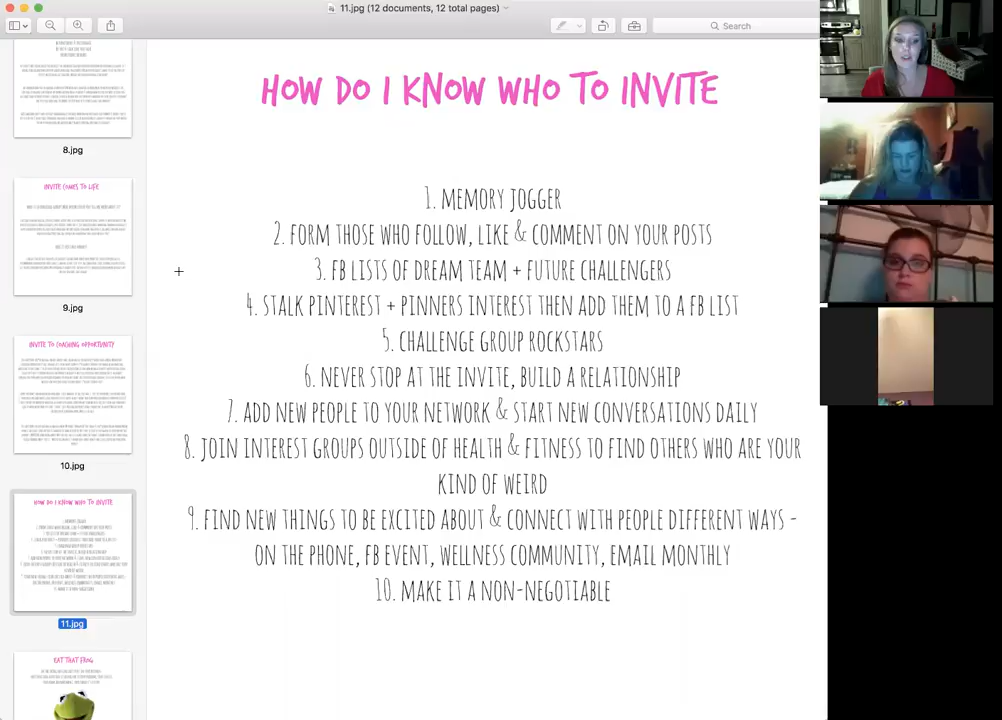 11.jpg (12 documents, 12 total pages)
Search
HOW DO I KNOW WHO TO INVITE
1. MEMORY JOGGER
2. FORM THOSE WHO FOLLOW, LIKE & COMMENT ON YOUR POSTS
3. FB LISTS OF DREAM TEAM + FUTURE CHALLENGERS
4. STALK PINTEREST + PINNERS INTEREST THEN ADD THEM TO A FB LIST
5. CHALLENGE GROUP ROCKSTARS
6. NEVER STOP AT THE INVITE, BUILD A RELATIONSHIP
7. ADD NEW PEOPLE TO YOUR NETWORK & START NEW CONVERSATIONS DAILY
8. JOIN INTEREST GROUPS OUTSIDE OF HEALTH & FITNESS TO FIND OTHERS WHO ARE YOUR
KIND OF WEIRD
9. FIND NEW THINGS TO BE EXCITED ABOUT & CONNECT WITH PEOPLE DIFFERENT WAYS -
ON THE PHONE, FB EVENT, WELLNESS COMMUNITY, EMAIL MONTHLY
10. MAKE IT A NON-NEGOTIABLE
8.jpg
INVITE COMES TO LIFE
9.jpg
INVITE TO COACHING OPPORTUNITY
10.jpg
HOW DO I KNOW WHO TO INVITE
11.jpg
EAT THAT FROG